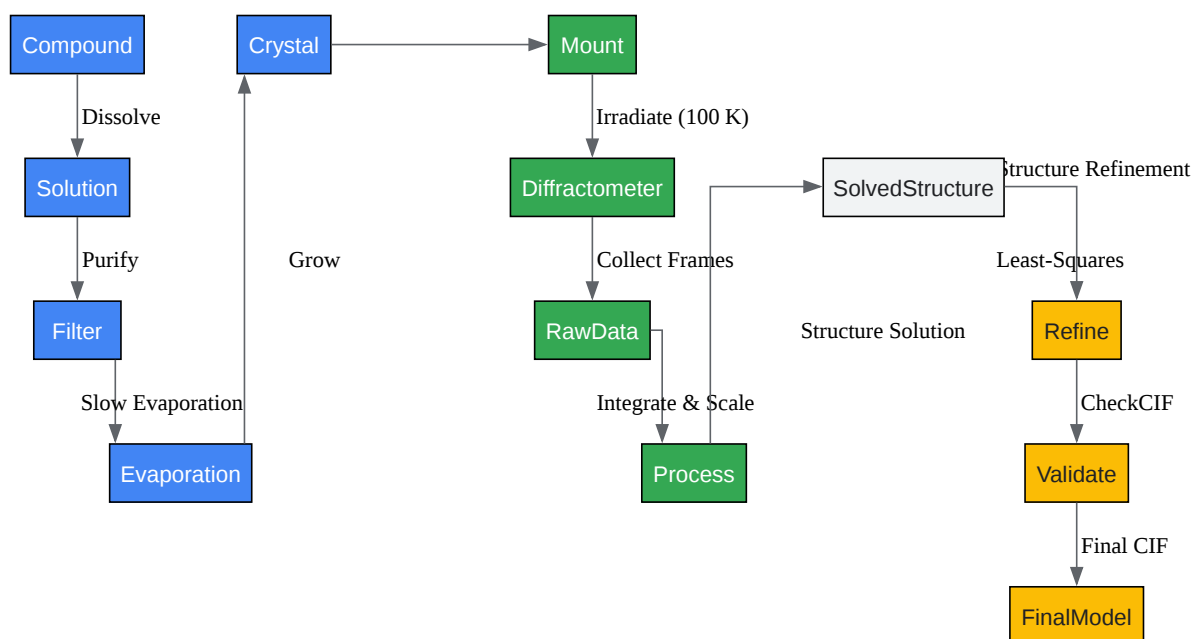 Compound
Crystal
Mount
Dissolve
Irradiate (100 K)
Solution
Diffractometer
SolvedStructure
Structure Refinement
Purify
Grow
Collect Frames
Least-Squares
Filter
RawData
Structure Solution
Refine
Slow Evaporation
Integrate & Scale
CheckCIF
Evaporation
Process
Validate
Final CIF
FinalModel